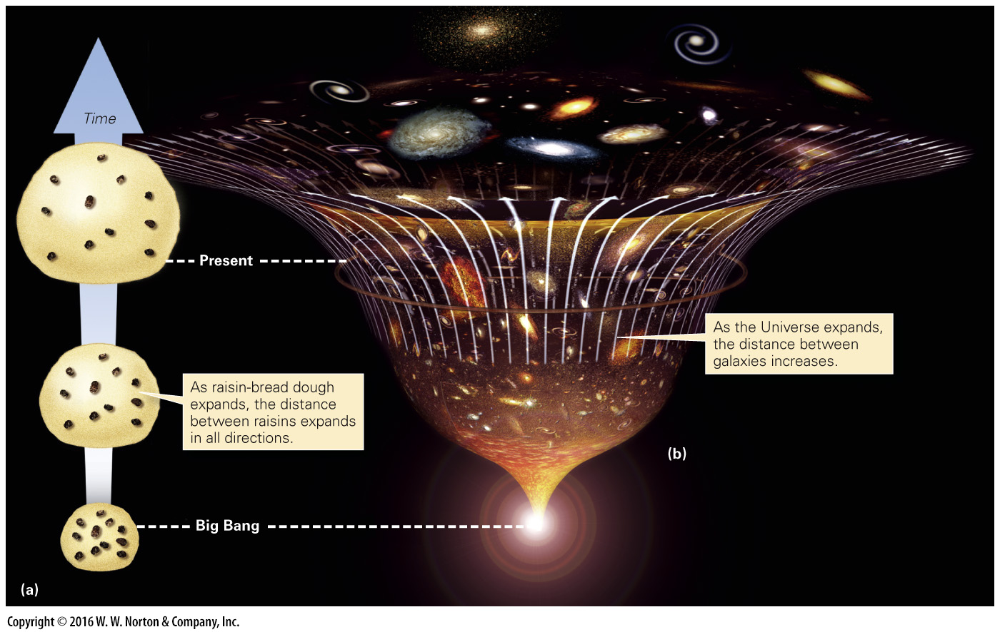 Time
Present
As the Universe expands,
the distance between
galaxies increases.
As raisin-bread dough
expands, the distance
between raisins expands
in all directions.
(b)
Big Bang
(a)
Copyright © 2016 W. W. Norton & Company, Inc.